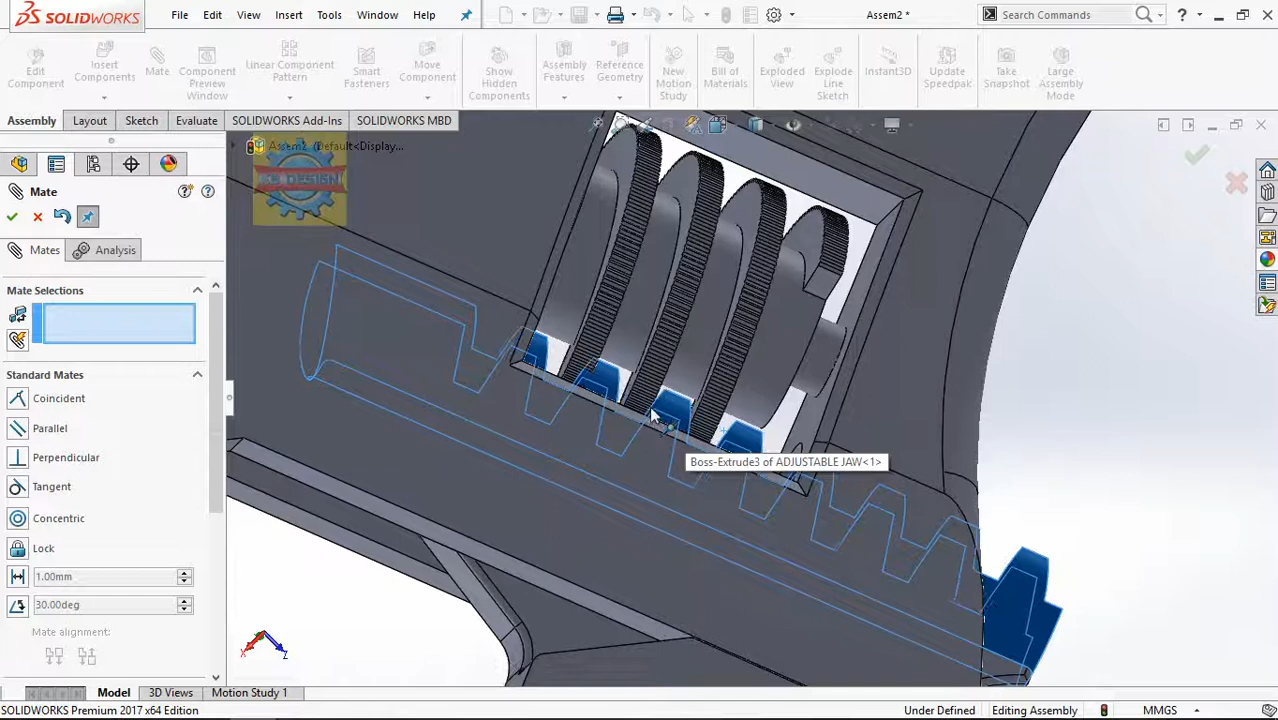 SOLIDWORKS
File Edit View Insert Tools Window Help
Assem2 *
Search Commands
Edit Component
Insert Components
Mate
Component Preview Window
Linear Component Pattern
Smart Fasteners
Move Component
Show Hidden Components
Assembly Features
Reference Geometry
New Motion Study
Bill of Materials
Exploded View
Explode Line Sketch
Instant3D
Update Speedpak
Take Snapshot
Large Assembly Mode
Assembly Layout Sketch Evaluate SOLIDWORKS Add-Ins SOLIDWORKS MBD
Assem2 (Default<Display...
Mate
Mates Analysis
Mate Selections
Standard Mates
Coincident
Parallel
Perpendicular
Tangent
Concentric
Lock
1.00mm
30.00deg
Mate alignment:
Boss-Extrude3 of ADJUSTABLE JAW<1>
X
Z
Model 3D Views Motion Study 1
SOLIDWORKS Premium 2017 x64 Edition
Under Defined Editing Assembly MMGS